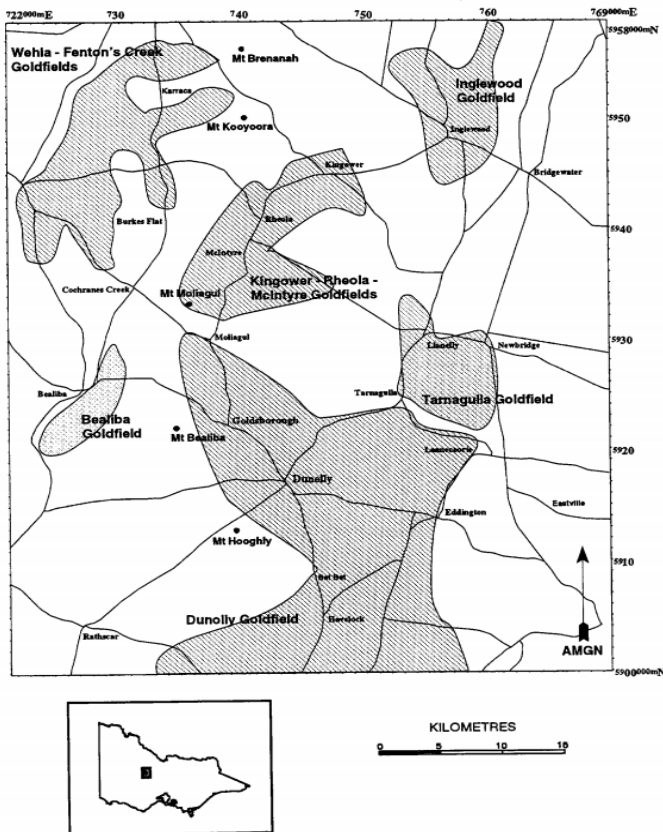 722000mE 730 740 750 760 769000mE
5958000mN
Wehla - Fenton's Creek
Goldfields
Mt Brenanah
Karraca
Inglewood
Goldfield
5950
Mt Kooyoora
Inglewood
Kingower
Bridgewater
Burkes Flat
Rheola
5940
McIntyre
Cochranes Creek
Mt Moliagul
Kingower - Rheola -
McIntyre Goldfields
Moliagul
Llanelly
Newbridge
5930
Bealiba
Tarnagulla
Tarnagulla Goldfield
Bealiba
Goldfield
Mt Bealiba
Goldsborough
5920
Laanecoorie
Dunolly
Eddington
Eastville
Mt Hooghly
5910
Bet Bet
Dunolly Goldfield
Havelock
Rathscar
AMGN
5900000mN
KILOMETRES
0 5 10 15